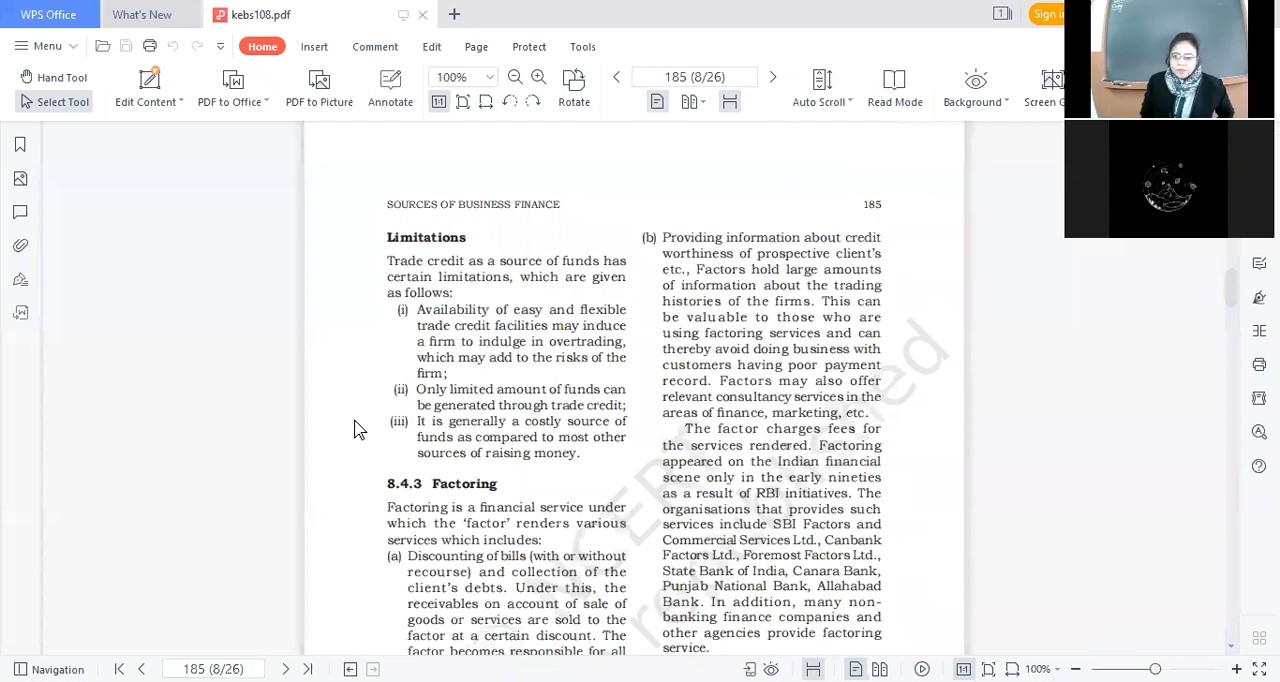 WPS Office
What's New
kebs108.pdf
1
Sign in
Menu
Home
Insert
Comment
Edit
Page
Protect
Tools
Hand Tool
Select Tool
Edit Content
PDF to Office
PDF to Picture
Annotate
100%
Rotate
185 (8/26)
Auto Scroll
Read Mode
Background
Screen G
SOURCES OF BUSINESS FINANCE
185
Limitations
Trade credit as a source of funds has
certain limitations, which are given
as follows:
(i) Availability of easy and flexible
trade credit facilities may induce
a firm to indulge in overtrading,
which may add to the risks of the
firm;
(ii) Only limited amount of funds can
be generated through trade credit;
(iii) It is generally a costly source of
funds as compared to most other
sources of raising money.
8.4.3 Factoring
Factoring is a financial service under
which the ‘factor’ renders various
services which includes:
(a) Discounting of bills (with or without
recourse) and collection of the
client's debts. Under this, the
receivables on account of sale of
goods or services are sold to the
factor at a certain discount. The
factor becomes responsible for all
(b) Providing information about credit
worthiness of prospective client's
etc., Factors hold large amounts
of information about the trading
histories of the firms. This can
be valuable to those who are
using factoring services and can
thereby avoid doing business with
customers having poor payment
record. Factors may also offer
relevant consultancy services in the
areas of finance, marketing, etc.
The factor charges fees for
the services rendered. Factoring
appeared on the Indian financial
scene only in the early nineties
as a result of RBI initiatives. The
organisations that provides such
services include SBI Factors and
Commercial Services Ltd., Canbank
Factors Ltd., Foremost Factors Ltd.,
State Bank of India, Canara Bank,
Punjab National Bank, Allahabad
Bank. In addition, many non-
banking finance companies and
other agencies provide factoring
service.
NCERT
Navigation
185 (8/26)
100%